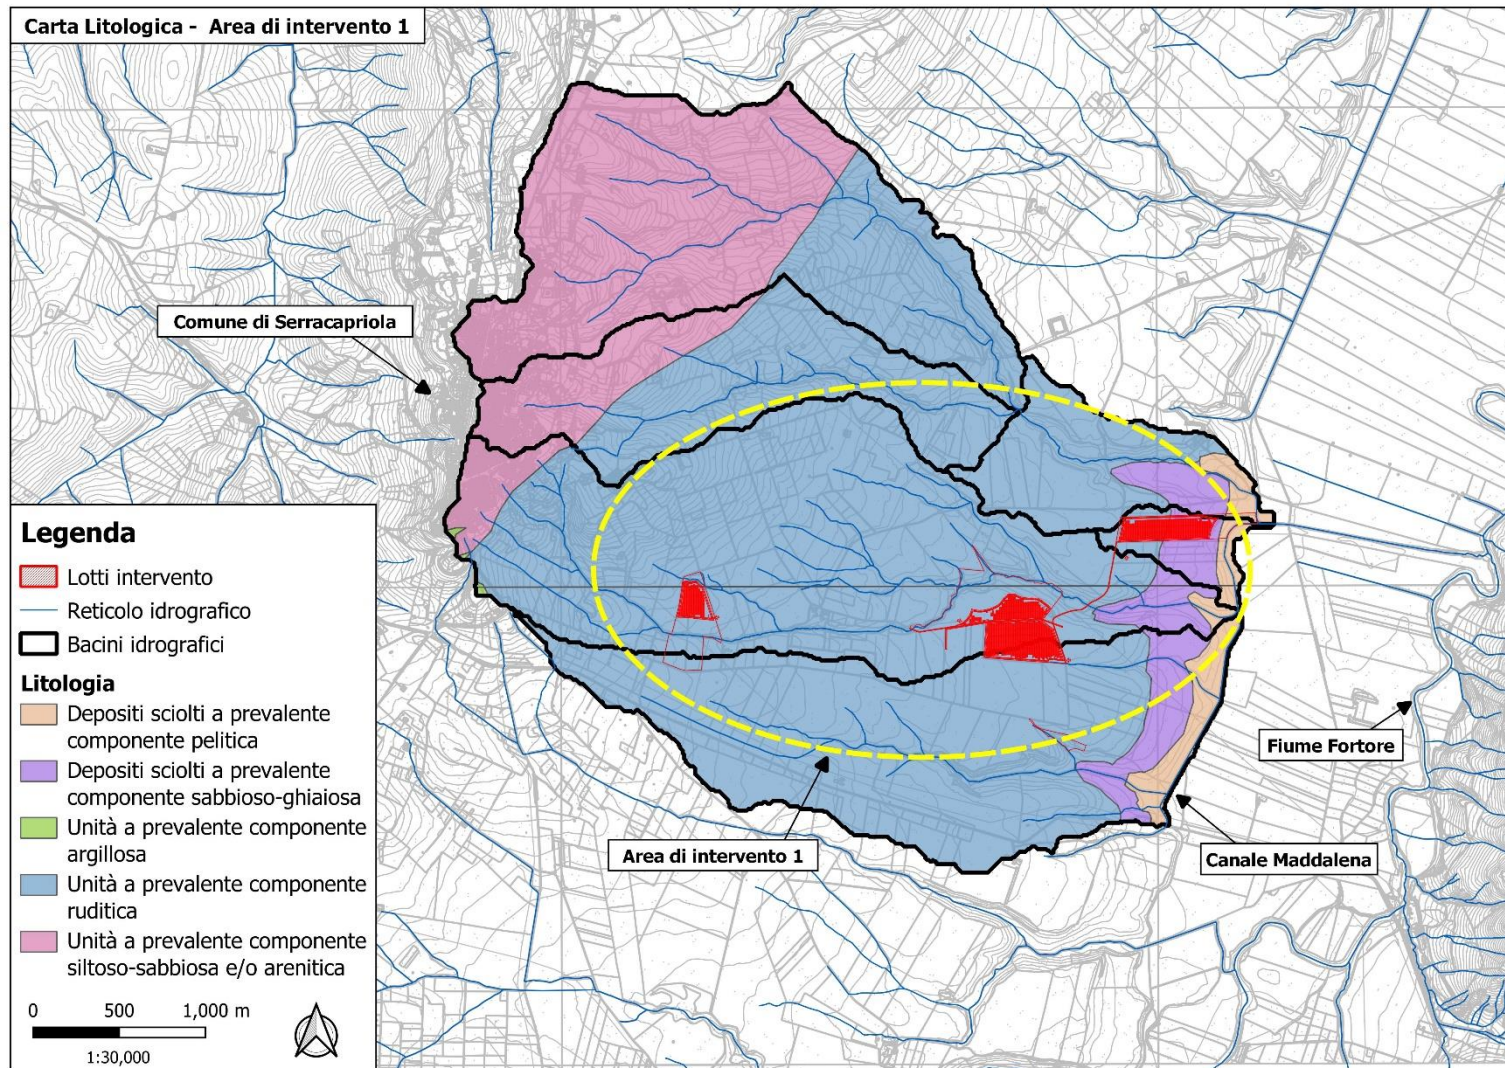 Carta Litologica - Area di intervento 1
Comune di Serracapriola
Legenda
Lotti intervento
Reticolo idrografico
Bacini idrografici
Litologia
Depositi sciolti a prevalente
componente pelitica
Depositi sciolti a prevalente
componente sabbioso-ghiaiosa
Unità a prevalente componente
argillosa
Unità a prevalente componente
ruditica
Unità a prevalente componente
siltoso-sabbiosa e/o arenitica
0 500 1,000 m
1:30,000
Fiume Fortore
Area di intervento 1
Canale Maddalena